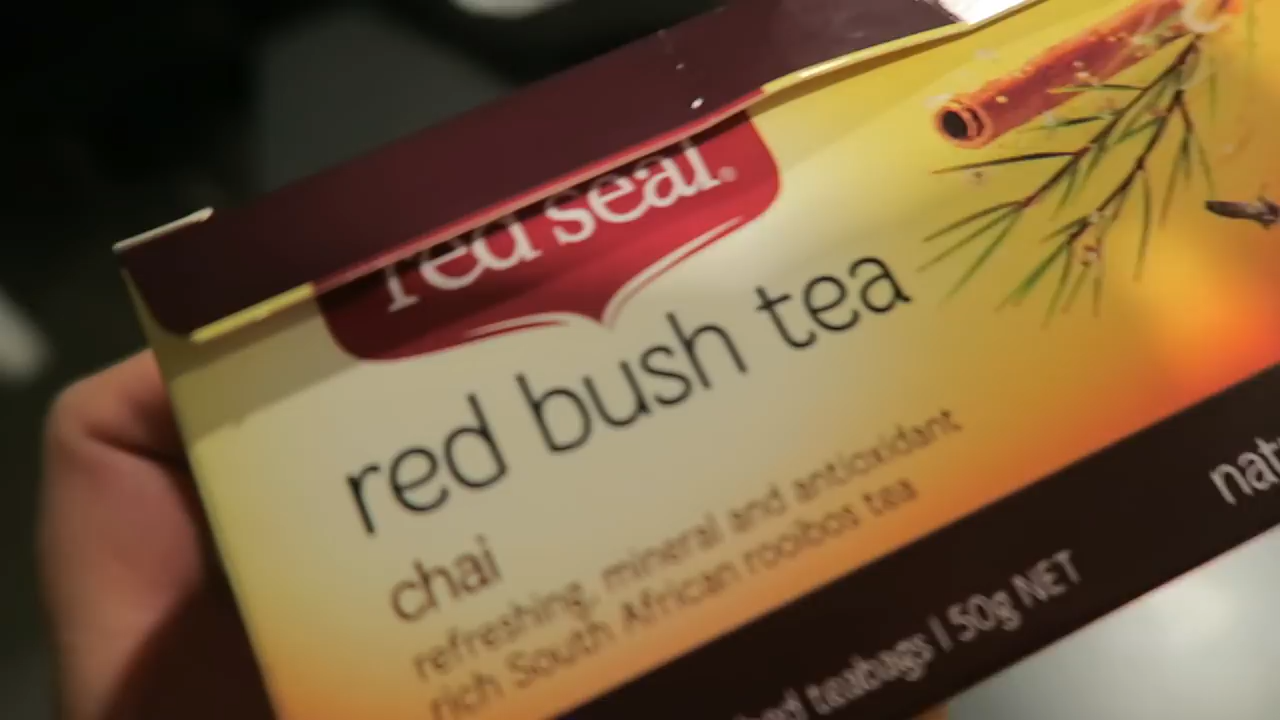 red seal®
red bush tea
chai
refreshing, mineral and antioxidant
rich South African rooibos tea
teabags | 50g NET